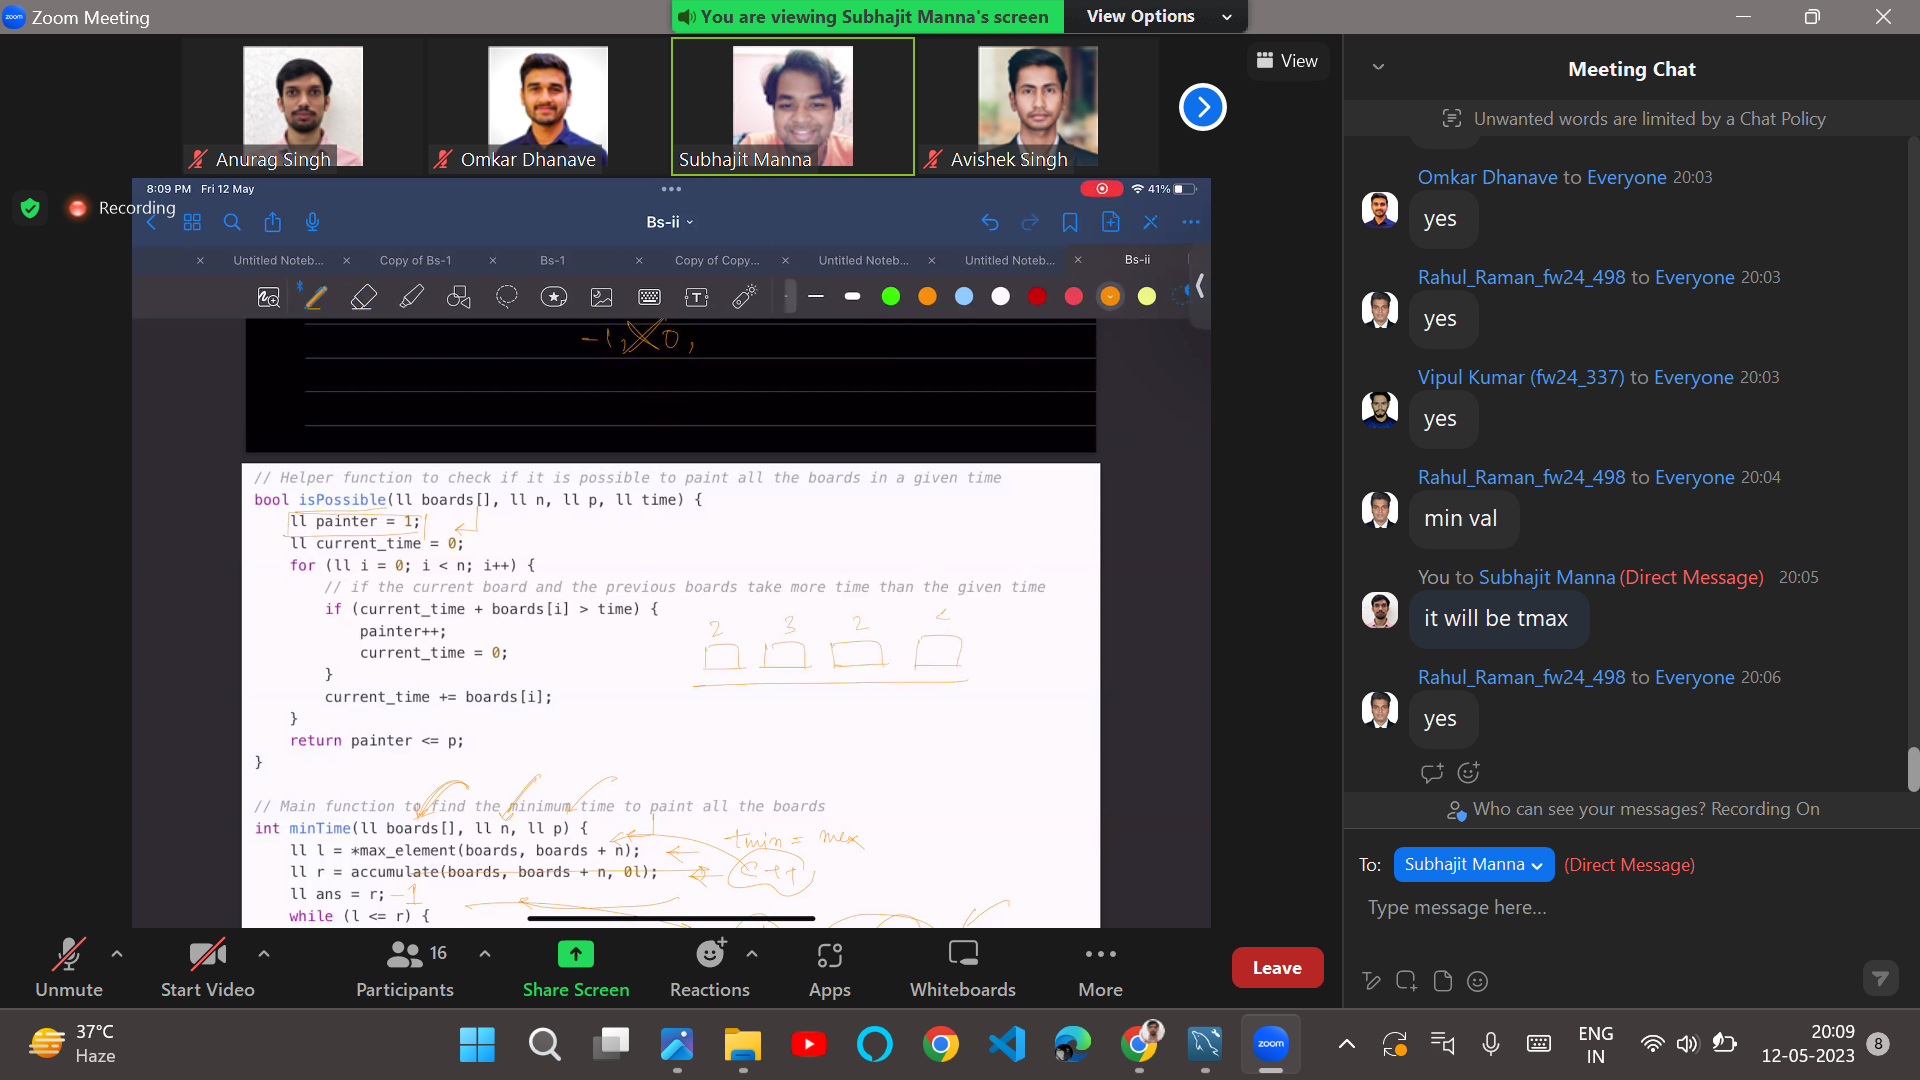 Zoom Meeting
You are viewing Subhajit Manna's screen
View Options
View
Anurag Singh
Omkar Dhanave
Subhajit Manna
Avishek Singh
Recording
8:09 PM Fri 12 May
41%
Bs-ii
Untitled Noteb...
Copy of Bs-1
Bs-1
Copy of Copy...
Untitled Noteb...
Untitled Noteb...
Bs-ii
// Helper function to check if it is possible to paint all the boards in a given time
bool isPossible(ll boards[], ll n, ll p, ll time) {
ll painter = 1;
ll current_time = 0;
for (ll i = 0; i < n; i++) {
// if the current board and the previous boards take more time than the given time
if (current_time + boards[i] > time) {
painter++;
current_time = 0;
}
current_time += boards[i];
}
return painter <= p;
}
2 3 2
// Main function to find the minimum time to paint all the boards
int minTime(ll boards[], ll n, ll p) {
ll l = *max_element(boards, boards + n);
ll r = accumulate(boards, boards + n, 0l);
ll ans = r; -1
while (l <= r) {
tmin = max
C++
Meeting Chat
Unwanted words are limited by a Chat Policy
Omkar Dhanave to Everyone 20:03
yes
Rahul_Raman_fw24_498 to Everyone 20:03
yes
Vipul Kumar (fw24_337) to Everyone 20:03
yes
Rahul_Raman_fw24_498 to Everyone 20:04
min val
You to Subhajit Manna (Direct Message) 20:05
it will be tmax
Rahul_Raman_fw24_498 to Everyone 20:06
yes
Who can see your messages? Recording On
To: Subhajit Manna (Direct Message)
Type message here...
Unmute
Start Video
16
Participants
Share Screen
Reactions
Apps
Whiteboards
More
Leave
37°C
Haze
zoom
ENG
IN
20:09
12-05-2023
8